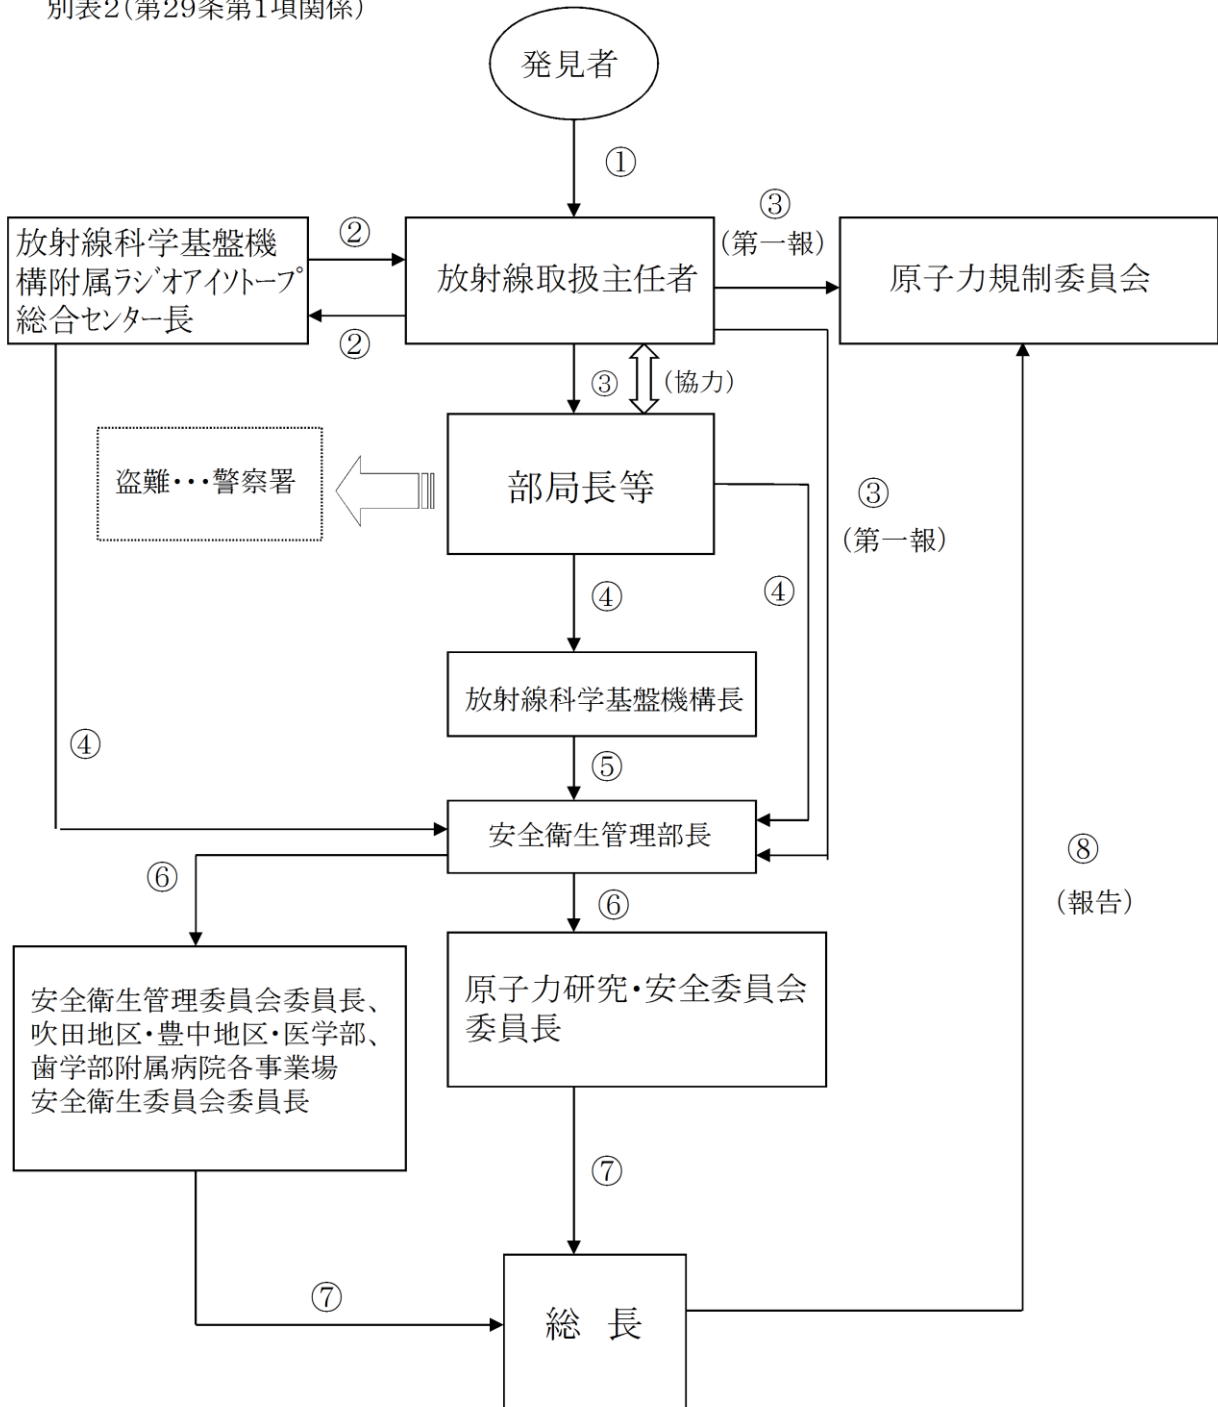 別表2(第29条第1項関係)
発見者
①
放射線科学基盤機
構附属ラジオアイソトープ
総合センター長
②
②
放射線取扱主任者
③
(第一報)
原子力規制委員会
③
(協力)
盗難・・・警察署
部局長等
③
(第一報)
④
④
放射線科学基盤機構長
④
⑤
安全衛生管理部長
⑥
⑥
⑧
(報告)
安全衛生管理委員会委員長、
吹田地区・豊中地区・医学部、
歯学部附属病院各事業場
安全衛生委員会委員長
原子力研究・安全委員会
委員長
⑦
⑦
総 長